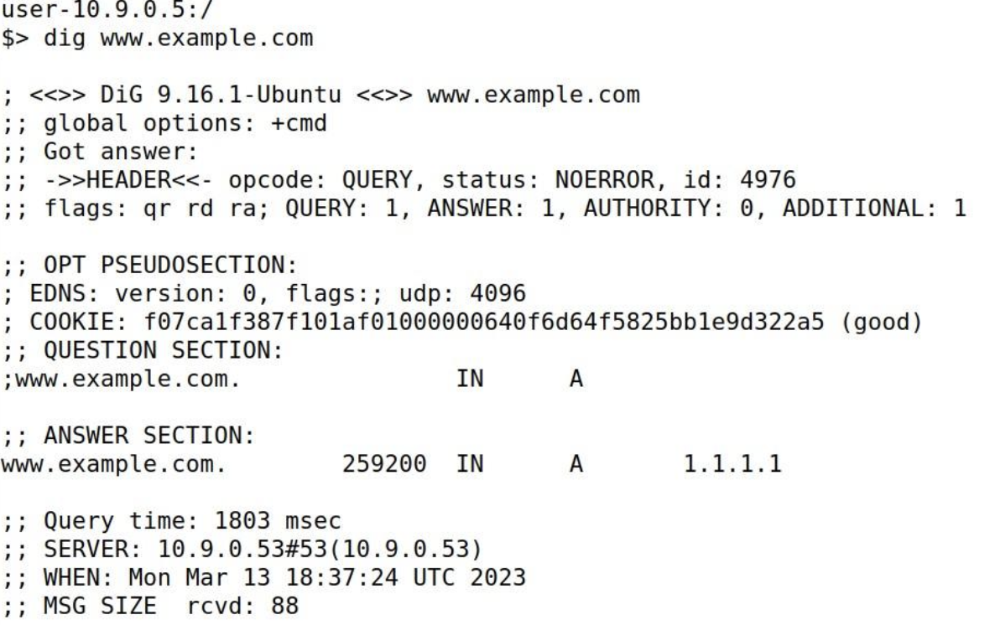 user-10.9.0.5:/
$> dig www.example.com
; <<>> DiG 9.16.1-Ubuntu <<>> www.example.com
;; global options: +cmd
;; Got answer:
;; ->>HEADER<<- opcode: QUERY, status: NOERROR, id: 4976
;; flags: qr rd ra; QUERY: 1, ANSWER: 1, AUTHORITY: 0, ADDITIONAL: 1
;; OPT PSEUDOSECTION:
; EDNS: version: 0, flags:; udp: 4096
; COOKIE: f07ca1f387f101af01000000640f6d64f5825bb1e9d322a5 (good)
;; QUESTION SECTION:
;www.example.com. IN A
;; ANSWER SECTION:
www.example.com. 259200 IN A 1.1.1.1
;; Query time: 1803 msec
;; SERVER: 10.9.0.53#53(10.9.0.53)
;; WHEN: Mon Mar 13 18:37:24 UTC 2023
;; MSG SIZE  rcvd: 88